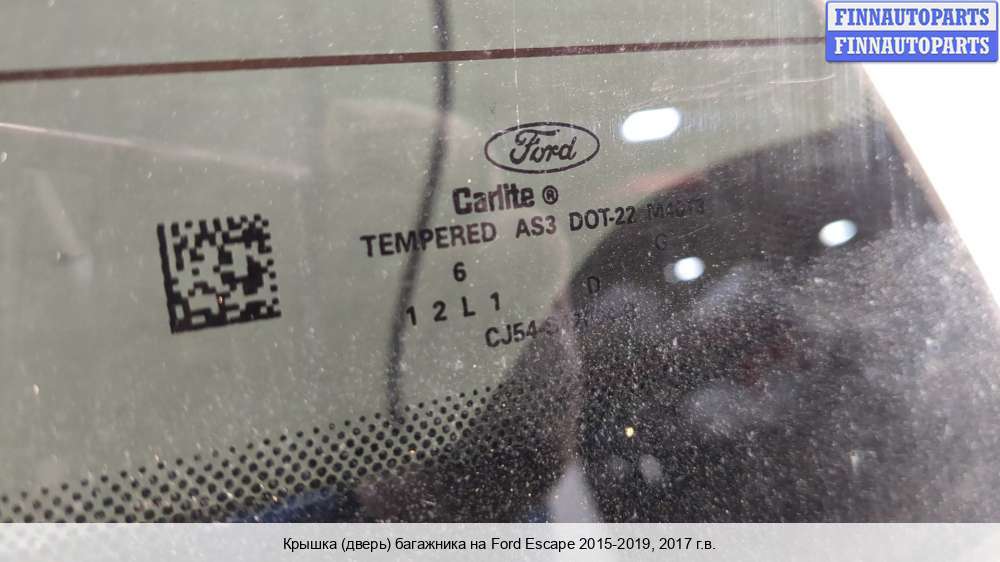 FINNAUTOPARTS
FINNAUTOPARTS
Ford
Carlite ®
TEMPERED AS3 DOT-22 M4073
6 G
1 2 L 1 D
Крышка (дверь) багажника на Ford Escape 2015-2019, 2017 г.в.